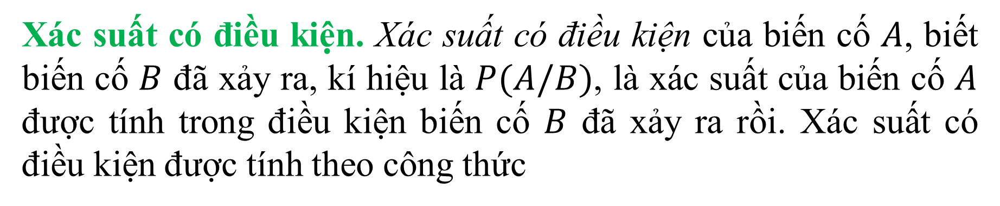 Xác suất có điều kiện. Xác suất có điều kiện của biến cố A, biết
biến cố B đã xảy ra, kí hiệu là P(A/B), là xác suất của biến cố A
được tính trong điều kiện biến cố B đã xảy ra rồi. Xác suất có
điều kiện được tính theo công thức